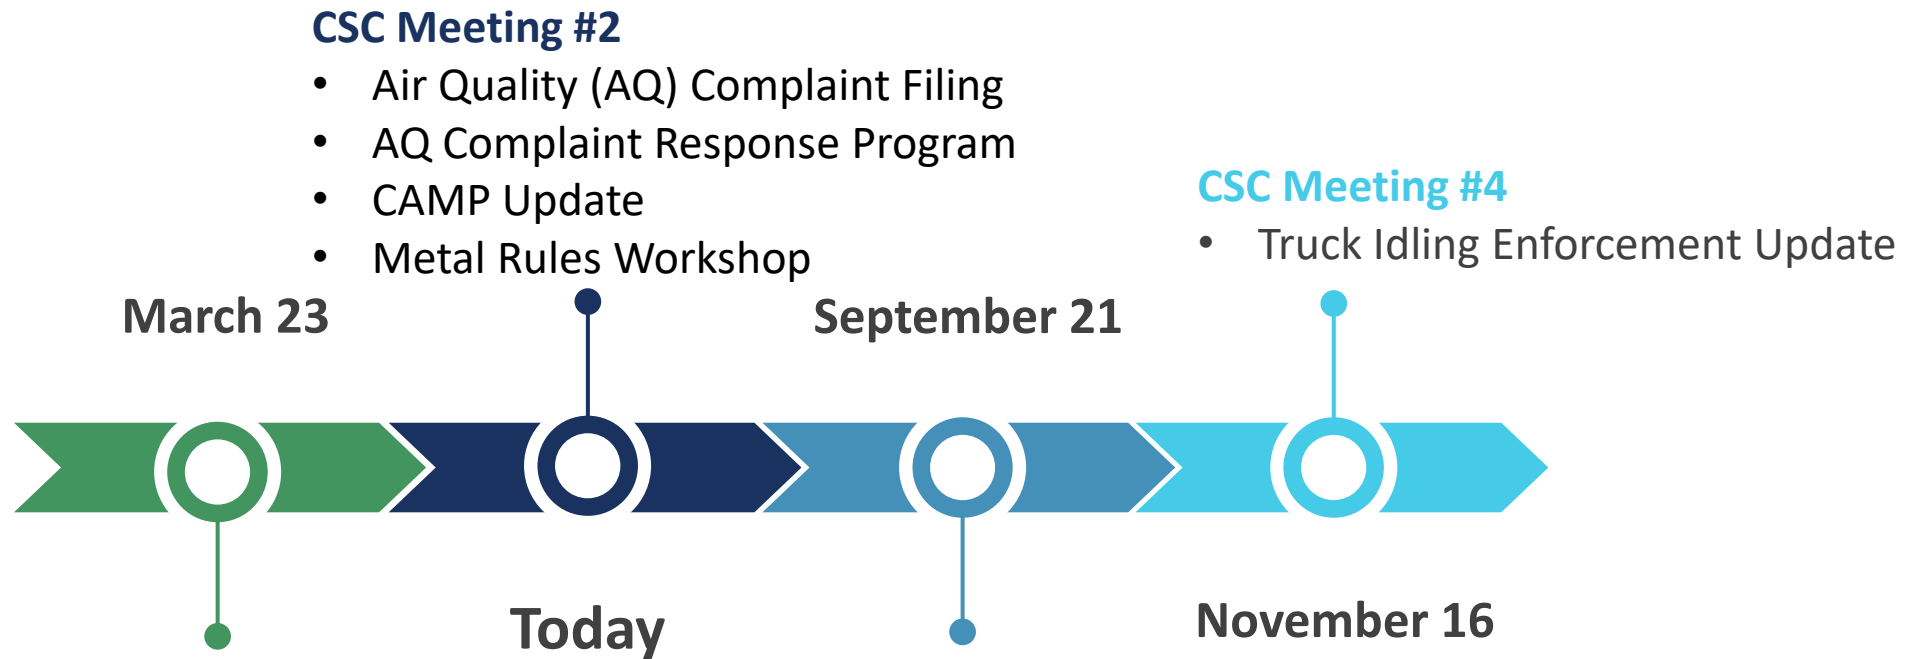 CSC Meeting #2
• Air Quality (AQ) Complaint Filing
• AQ Complaint Response Program
• CAMP Update
• Metal Rules Workshop
CSC Meeting #4
• Truck Idling Enforcement Update
March 23
September 21
Today
November 16